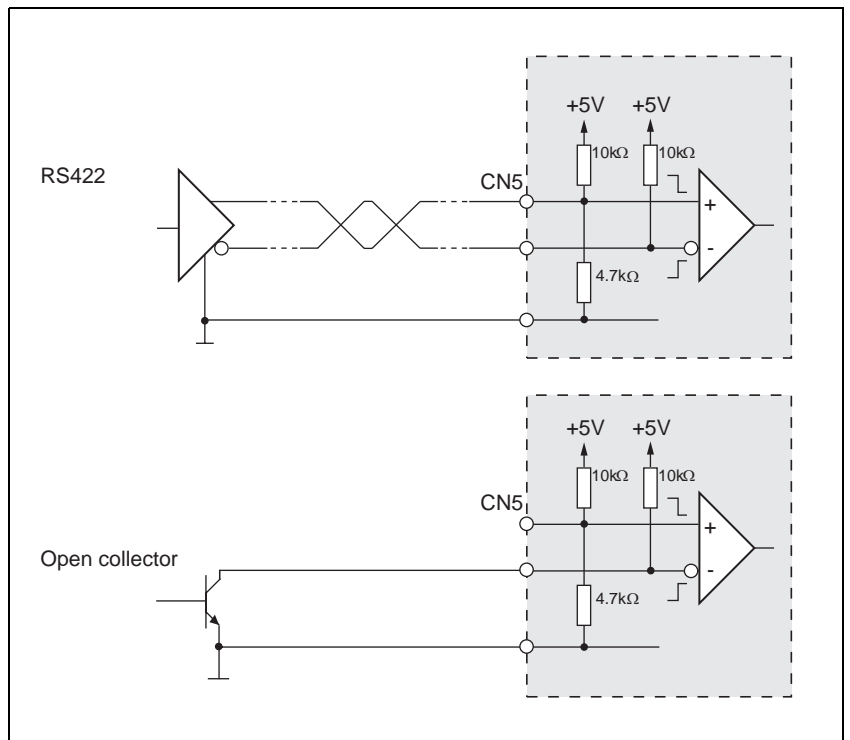 +5V +5V
10kΩ 10kΩ
RS422
CN5
+
-
4.7kΩ
+5V +5V
10kΩ 10kΩ
CN5
+
Open collector
-
4.7kΩ